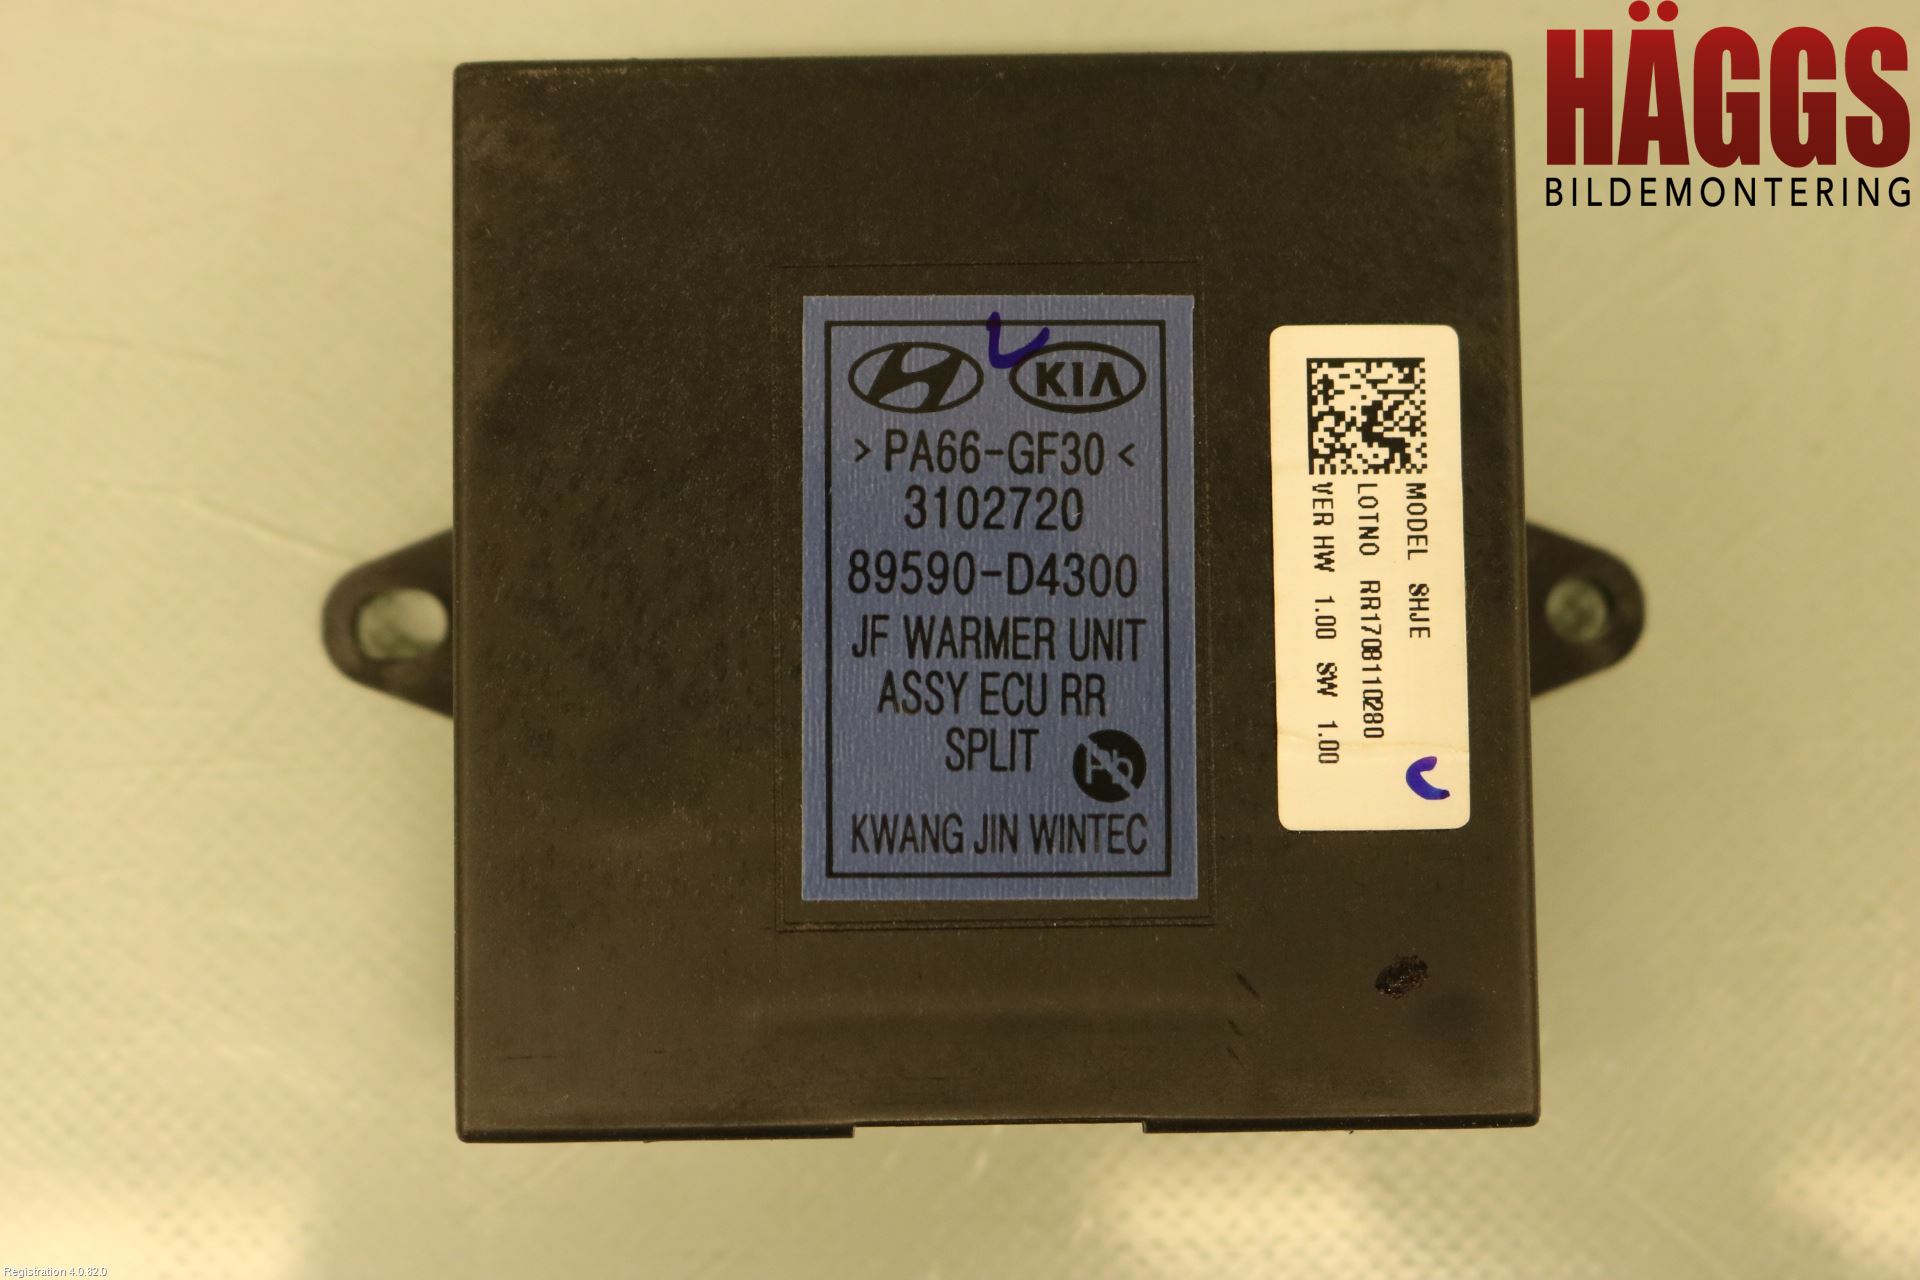 HÄGGS
BILDEMONTERING
KIA
>PA66-GF30<
3102720
89590-D4300
JF WARMER UNIT
ASSY ECU RR
SPLIT
Pb
KWANG JIN WINTEC
MODEL SHJE
LOTNO RR1708110280
VER HW 1.00 SW 1.00
Registration 4.0.82.0